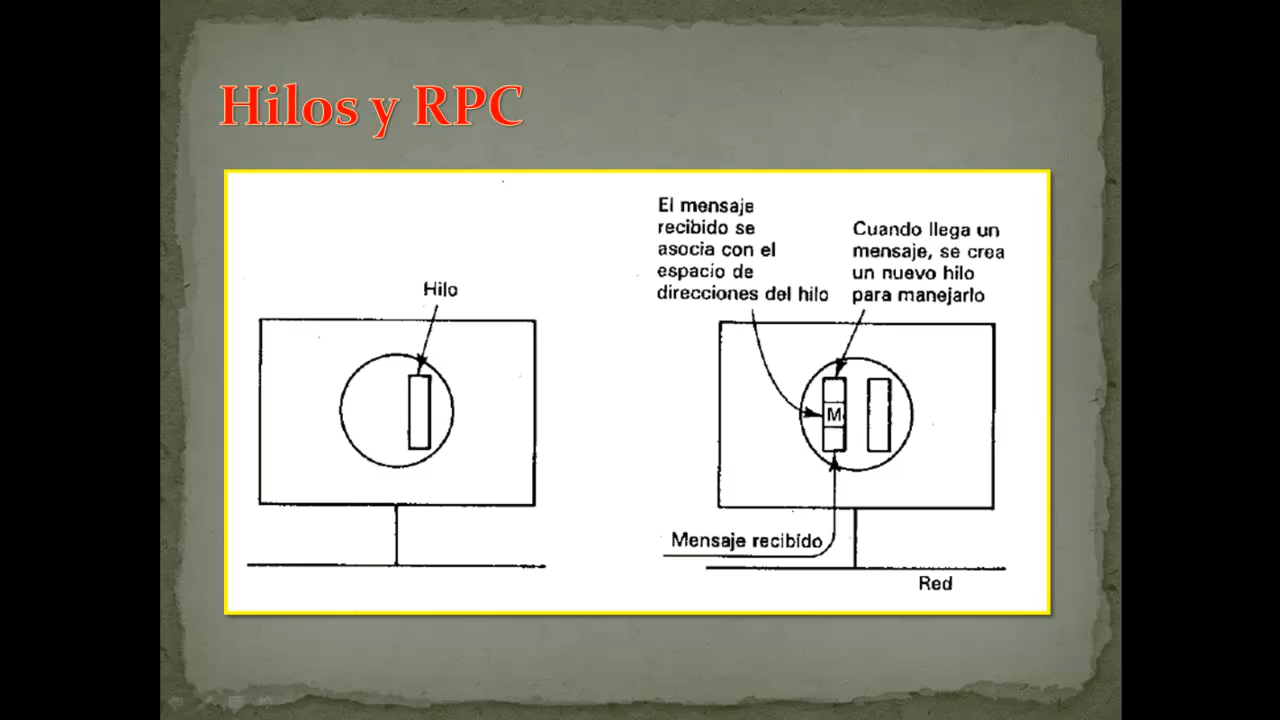 Hilos y RPC
Hilo
El mensaje
recibido se
asocia con el
espacio de
direcciones del hilo
Cuando llega un
mensaje, se crea
un nuevo hilo
para manejarlo
M
Mensaje recibido
Red